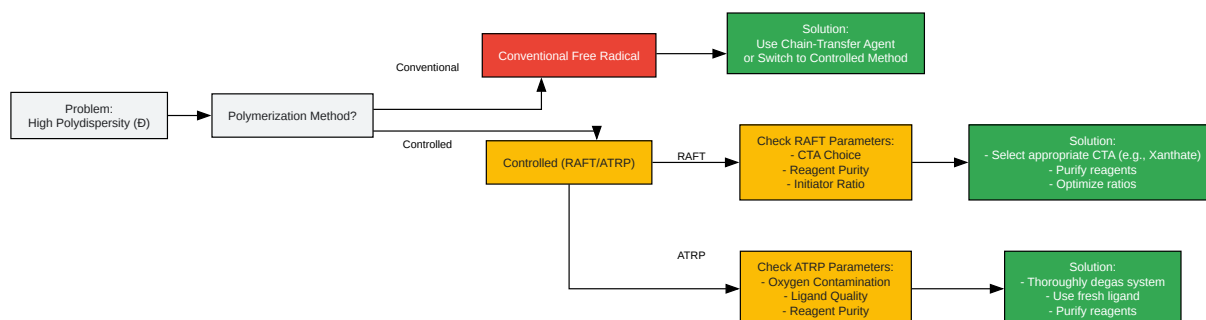 Problem:
High Polydispersity (Đ)
Polymerization Method?
Conventional
Conventional Free Radical
Solution:
Use Chain-Transfer Agent
or Switch to Controlled Method
Controlled
Controlled (RAFT/ATRP)
RAFT
Check RAFT Parameters:
- CTA Choice
- Reagent Purity
- Initiator Ratio
Solution:
- Select appropriate CTA (e.g., Xanthate)
- Purify reagents
- Optimize ratios
ATRP
Check ATRP Parameters:
- Oxygen Contamination
- Ligand Quality
- Reagent Purity
Solution:
- Thoroughly degas system
- Use fresh ligand
- Purify reagents